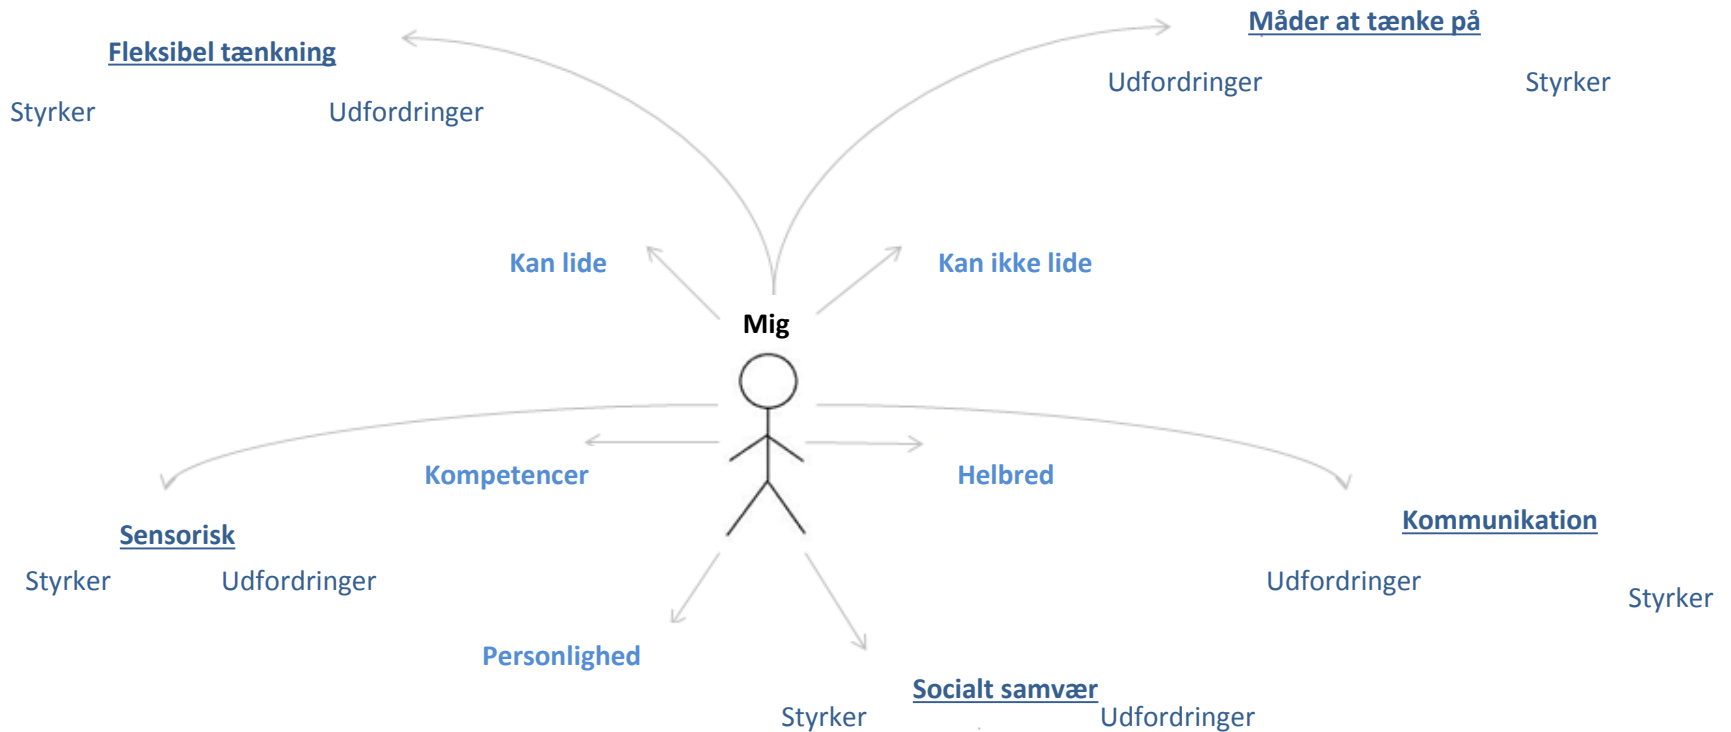 Måder at tænke på
Fleksibel tænkning
Udfordringer Styrker
Styrker Udfordringer
Kan lide Kan ikke lide
Mig
Kompetencer Helbred
Kommunikation
Sensorisk
Styrker Udfordringer Udfordringer
Styrker
Personlighed
Socialt samvær
Styrker Udfordringer